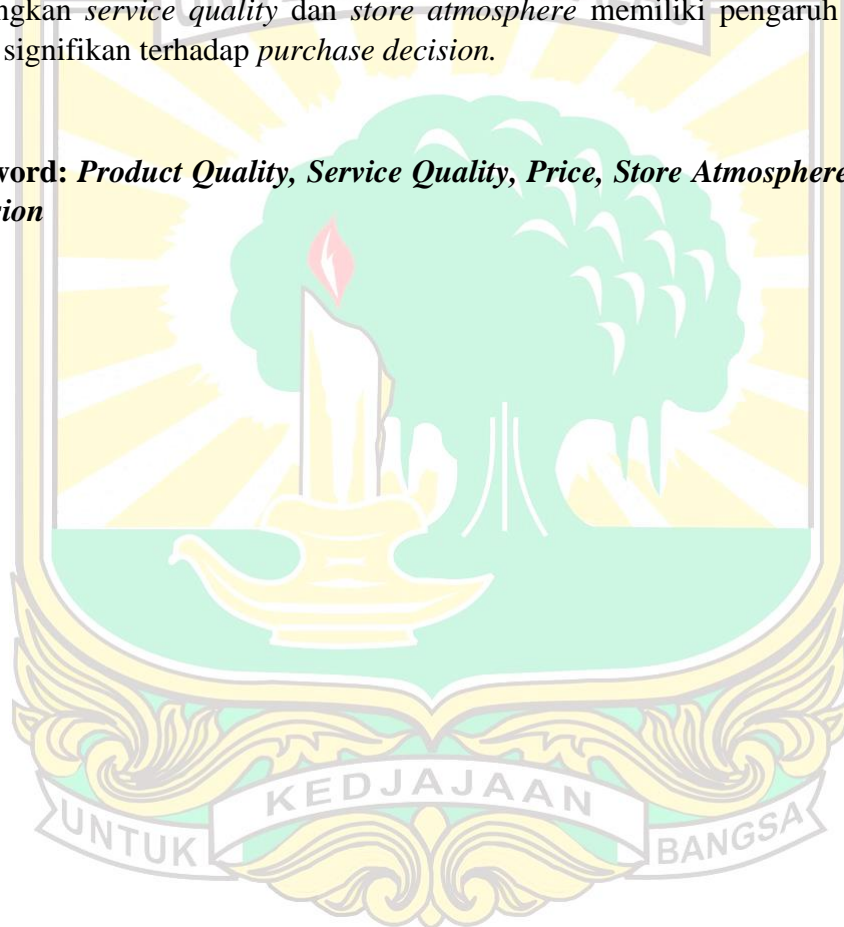 ngkan service quality dan store atmosphere memiliki pengaruh
signifikan terhadap purchase decision.
word: Product Quality, Service Quality, Price, Store Atmosphere
ion
UNTUK
KEDJAJAAN
BANGSA